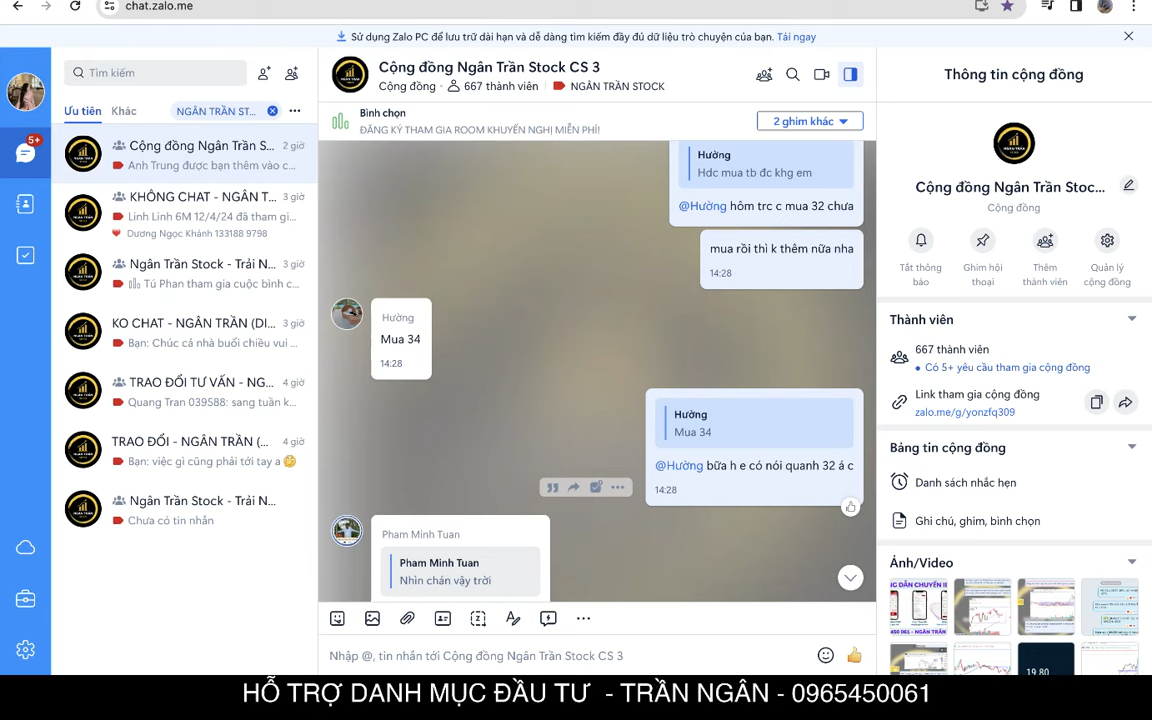 chat.zalo.me
Sử dụng Zalo PC để lưu trữ dài hạn và dễ dàng tìm kiếm đầy đủ dữ liệu trò chuyện của bạn. Tải ngay
Tìm kiếm
Ưu tiên Khác NGÂN TRẦN ST...
5+
Cộng đồng Ngân Trần S... 2 giờ
Anh Trung được bạn thêm vào c...
KHÔNG CHAT - NGÂN T... 3 giờ
Linh Linh 6M 12/4/24 đã tham gi...
Dương Ngọc Khánh 133188 9798
Ngân Trần Stock - Trải N... 3 giờ
Tú Phan tham gia cuộc bình c...
KO CHAT - NGÂN TRẦN (DI... 3 giờ
Bạn: Chúc cả nhà buổi chiều vui ...
TRAO ĐỔI TƯ VẤN - NG... 4 giờ
Quang Tran 039588: sang tuần k...
TRAO ĐỔI - NGÂN TRẦN (... 4 giờ
Bạn: việc gì cũng phải tới tay a
Ngân Trần Stock - Trải N...
Chưa có tin nhắn
Cộng đồng Ngân Trần Stock CS 3
Cộng đồng 667 thành viên NGÂN TRẦN STOCK
Bình chọn
ĐĂNG KÝ THAM GIA ROOM KHUYẾN NGHỊ MIỄN PHÍ!
2 ghim khác
Hường
Hdc mua tb đc khg em
@Hường hôm trc c mua 32 chưa
mua rồi thì k thêm nữa nha
14:28
Hường
Mua 34
14:28
Hường
Mua 34
@Hường bữa h e có nói quanh 32 á c
14:28
Pham Minh Tuan
Pham Minh Tuan
Nhìn chán vậy trời
Nhập @, tin nhắn tới Cộng đồng Ngân Trần Stock CS 3
Thông tin cộng đồng
Cộng đồng Ngân Trần Stoc...
Cộng đồng
Tắt thông báo
Ghim hội thoại
Thêm thành viên
Quản lý cộng đồng
Thành viên
667 thành viên
Có 5+ yêu cầu tham gia cộng đồng
Link tham gia cộng đồng
zalo.me/g/yonzfq309
Bảng tin cộng đồng
Danh sách nhắc hẹn
Ghi chú, ghim, bình chọn
Ảnh/Video
19.80
HỖ TRỢ DANH MỤC ĐẦU TƯ - TRẦN NGÂN - 0965450061